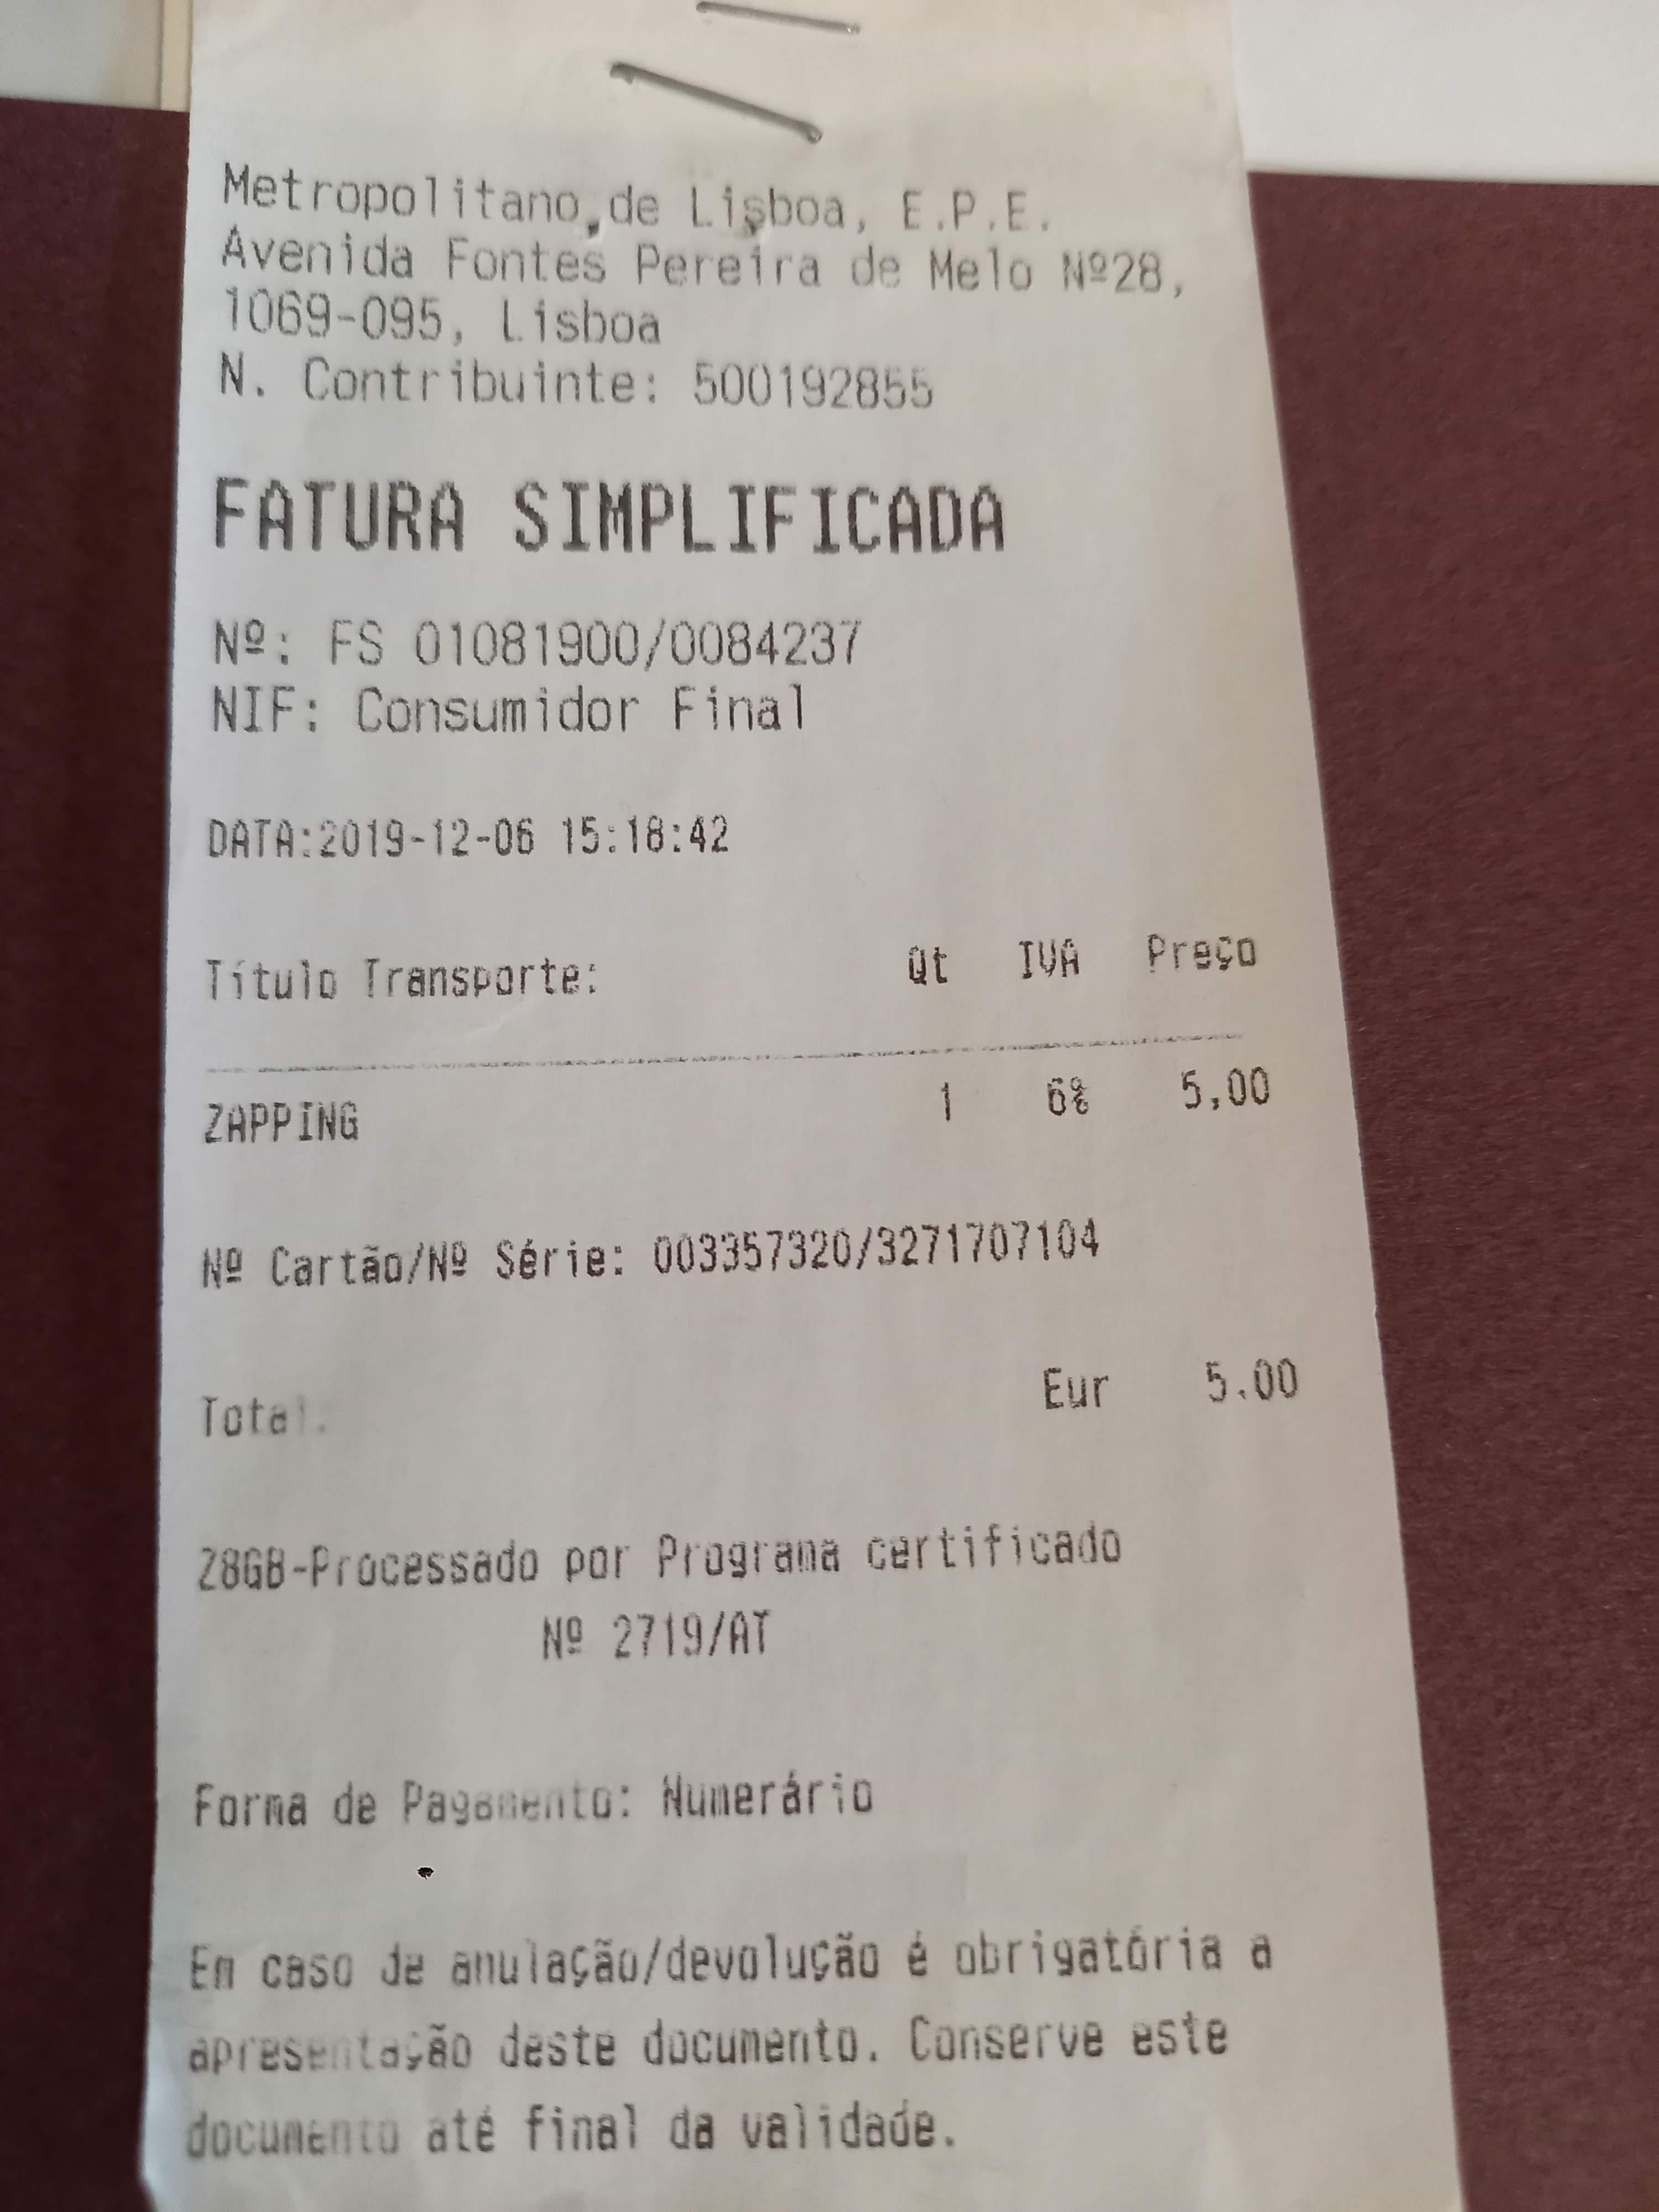 Metropolitano de Lisboa, E.P.E.
Avenida Fontes Pereira de Melo Nº28,
1069-095, Lisboa
N. Contribuinte: 500192855
FATURA SIMPLIFICADA
Nº: FS 01081900/0084237
NIF: Consumidor Final
DATA:2019-12-06 15:18:42
Título Transporte: Qt IVA Preço
ZAPPING 1 6% 5,00
Nº Cartão/Nº Série: 003357320/3271707104
Total: Eur 5.00
Z8GB-Processado por Programa certificado
Nº 2719/AT
Forma de Pagamento: Numerário
Em caso de anulação/devolução é obrigatória a
apresentação deste documento. Conserve este
documento até final da validade.